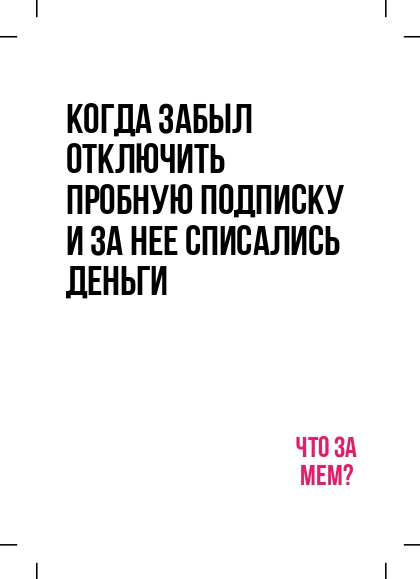 КОГДА ЗАБЫЛ
ОТКЛЮЧИТЬ
ПРОБНУЮ ПОДПИСКУ
И ЗА НЕЕ СПИСАЛИСЬ
ДЕНЬГИ
ЧТО ЗА
МЕМ?